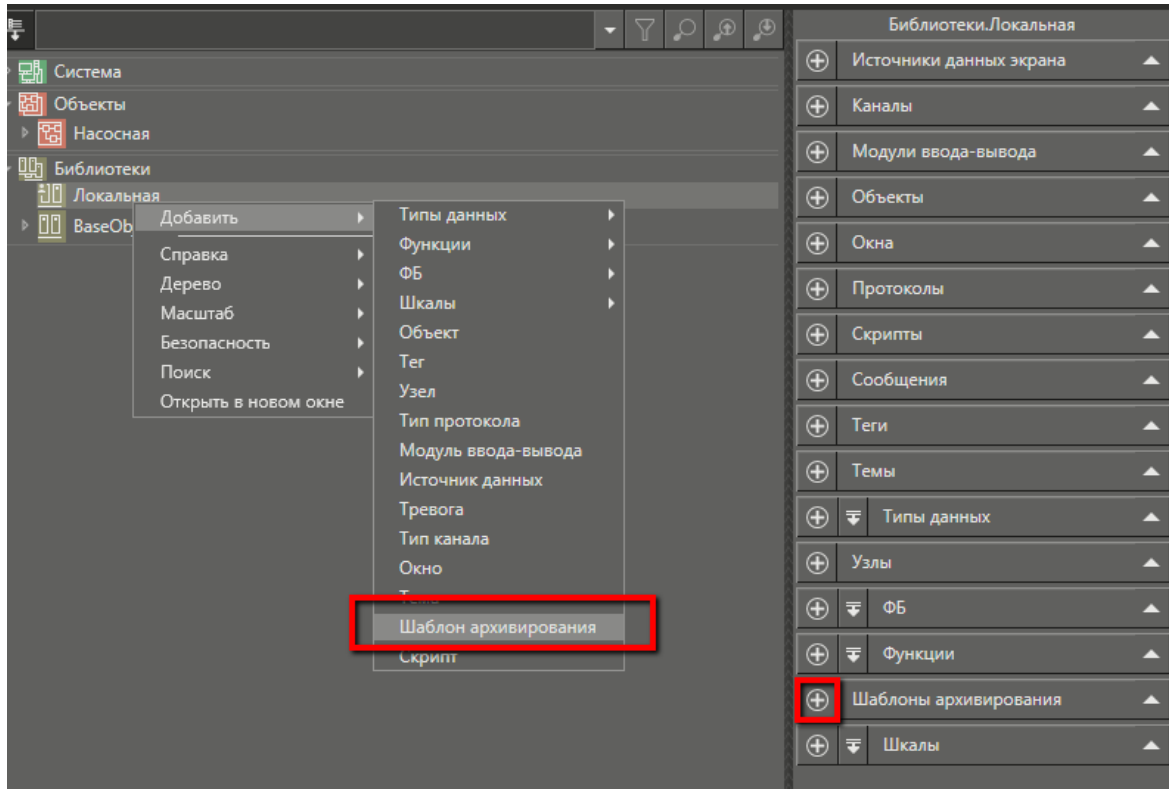 Система
Объекты
Насосная
Библиотеки
Локальная
BaseObj
Добавить
Справка
Дерево
Масштаб
Безопасность
Поиск
Открыть в новом окне
Типы данных
Функции
ФБ
Шкалы
Объект
Тег
Узел
Тип протокола
Модуль ввода-вывода
Источник данных
Тревога
Тип канала
Окно
Тема
Шаблон архивирования
Скрипт
Библиотеки.Локальная
Источники данных экрана
Каналы
Модули ввода-вывода
Объекты
Окна
Протоколы
Скрипты
Сообщения
Теги
Темы
Типы данных
Узлы
ФБ
Функции
Шаблоны архивирования
Шкалы